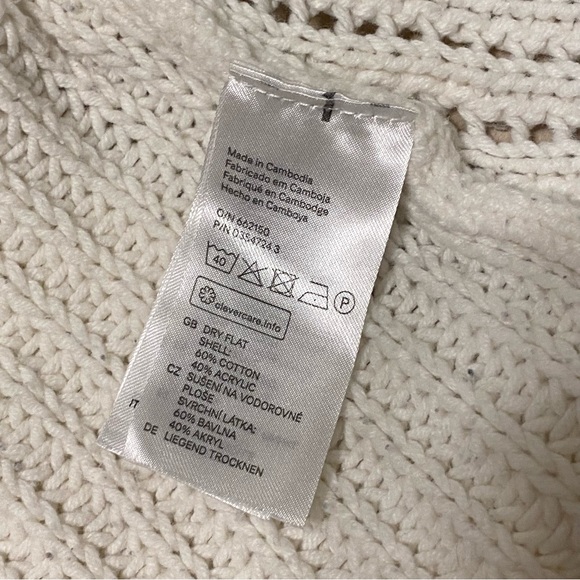 Made in Cambodia
Fabricado em Camboja
Fabriqué en Cambodge
Hecho en Camboya
O/N 662150
P/N 0354724 3
40 P
clevercare.info
GB DRY FLAT
SHELL:
60% COTTON
40% ACRYLIC
CZ SUŠENÍ NA VODOROVNÉ
PLOŠE
SVRCHNÍ LÁTKA:
60% BAVLNA
40% AKRYL
DE LIEGEND TROCKNEN
IT